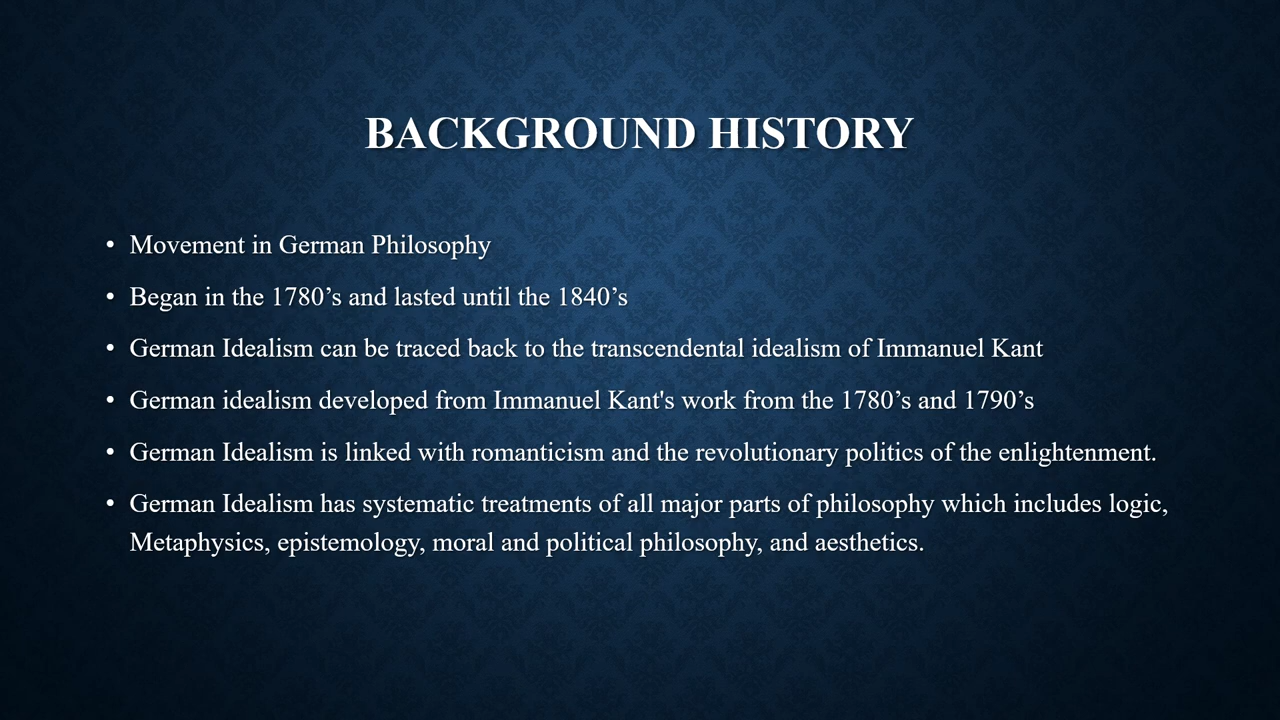 BACKGROUND HISTORY
• Movement in German Philosophy
• Began in the 1780’s and lasted until the 1840’s
• German Idealism can be traced back to the transcendental idealism of Immanuel Kant
• German idealism developed from Immanuel Kant's work from the 1780’s and 1790’s
• German Idealism is linked with romanticism and the revolutionary politics of the enlightenment.
• German Idealism has systematic treatments of all major parts of philosophy which includes logic,
Metaphysics, epistemology, moral and political philosophy, and aesthetics.